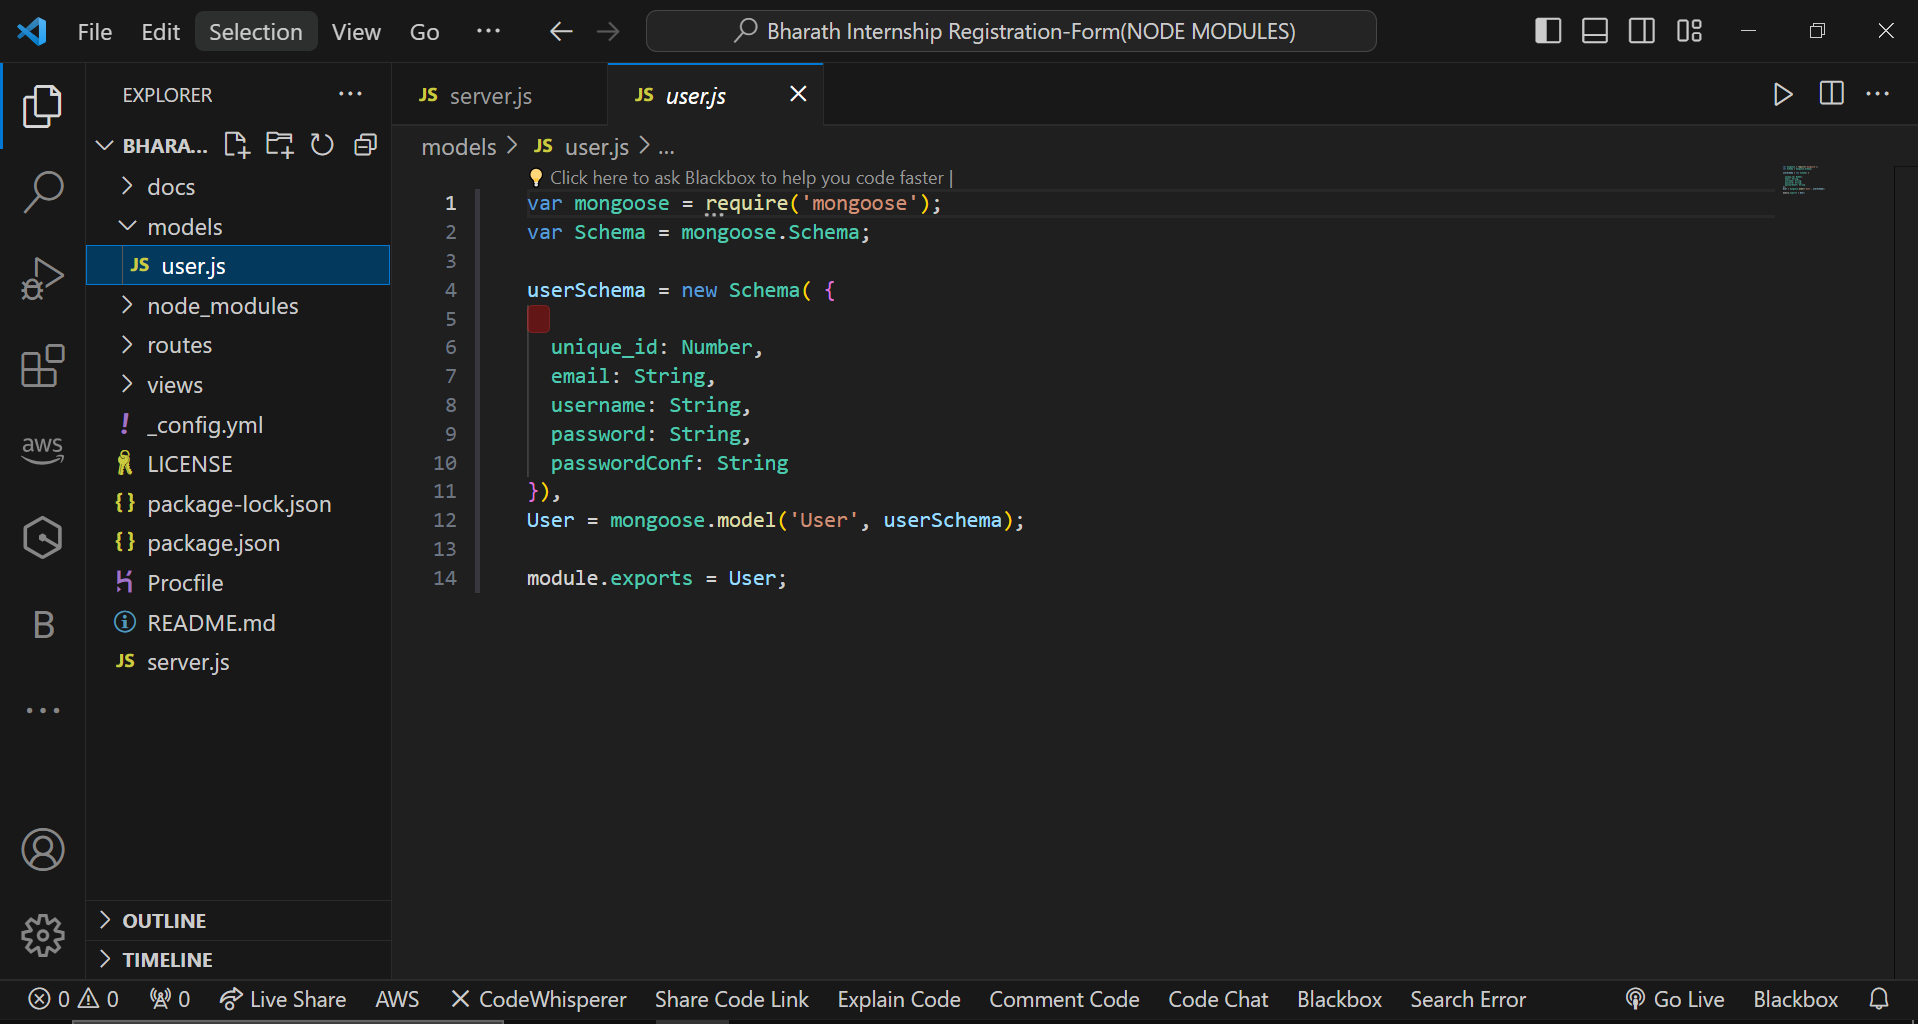 File Edit Selection View Go ...
Bharath Internship Registration-Form(NODE MODULES)
EXPLORER
BHARA...
docs
models
JS user.js
node_modules
routes
views
! _config.yml
LICENSE
{} package-lock.json
{} package.json
Procfile
README.md
JS server.js
OUTLINE
TIMELINE
aws
B
JS server.js
JS user.js
models > JS user.js > ...
Click here to ask Blackbox to help you code faster |
1 var mongoose = require('mongoose');
2 var Schema = mongoose.Schema;
3
4 userSchema = new Schema( {
5
6 unique_id: Number,
7 email: String,
8 username: String,
9 password: String,
10 passwordConf: String
11 }),
12 User = mongoose.model('User', userSchema);
13
14 module.exports = User;
0 0 0 Live Share AWS CodeWhisperer Share Code Link Explain Code Comment Code Code Chat Blackbox Search Error Go Live Blackbox